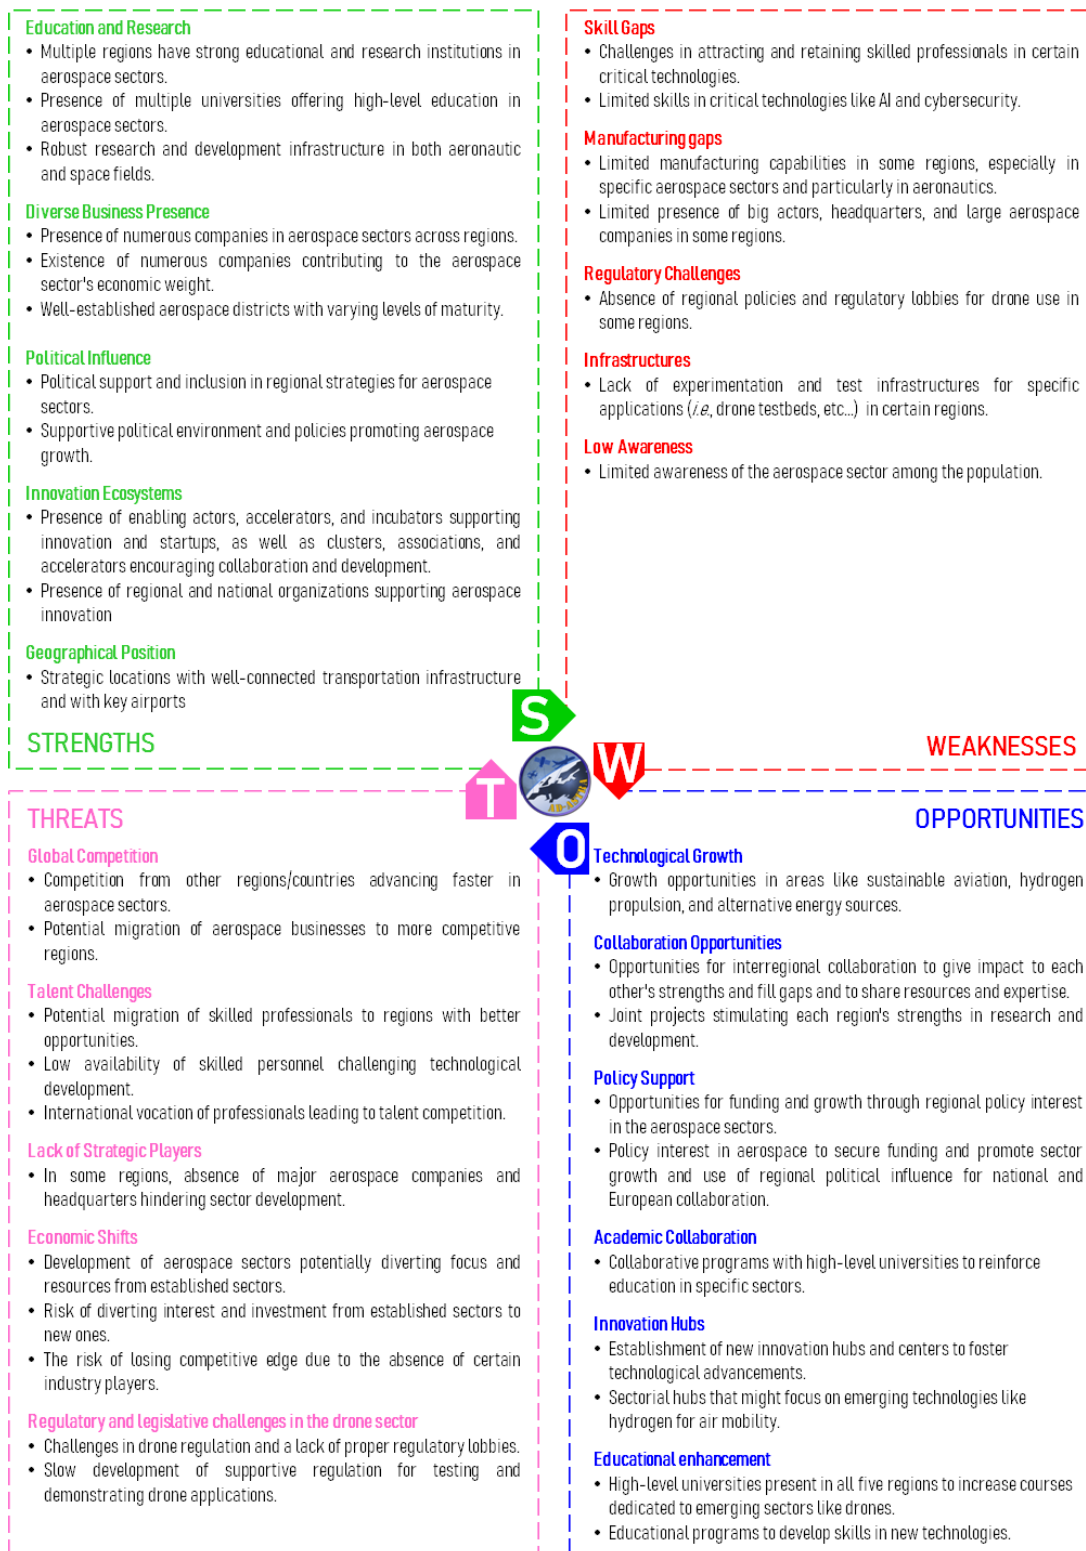 Education and Research
• Multiple regions have strong educational and research institutions in
aerospace sectors.
• Presence of multiple universities offering high-level education in
aerospace sectors.
• Robust research and development infrastructure in both aeronautic
and space fields.
Diverse Business Presence
• Presence of numerous companies in aerospace sectors across regions.
• Existence of numerous companies contributing to the aerospace
sector's economic weight.
• Well-established aerospace districts with varying levels of maturity.
Political Influence
• Political support and inclusion in regional strategies for aerospace
sectors.
• Supportive political environment and policies promoting aerospace
growth.
Innovation Ecosystems
• Presence of enabling actors, accelerators, and incubators supporting
innovation and startups, as well as clusters, associations, and
accelerators encouraging collaboration and development.
• Presence of regional and national organizations supporting aerospace
innovation
Geographical Position
• Strategic locations with well-connected transportation infrastructure
and with key airports
STRENGTHS
S
Skill Gaps
• Challenges in attracting and retaining skilled professionals in certain
critical technologies.
• Limited skills in critical technologies like AI and cybersecurity.
Manufacturing gaps
• Limited manufacturing capabilities in some regions, especially in
specific aerospace sectors and particularly in aeronautics.
• Limited presence of big actors, headquarters, and large aerospace
companies in some regions.
Regulatory Challenges
• Absence of regional policies and regulatory lobbies for drone use in
some regions.
Infrastructures
• Lack of experimentation and test infrastructures for specific
applications (i.e., drone testbeds, etc...) in certain regions.
Low Awareness
• Limited awareness of the aerospace sector among the population.
WEAKNESSES
W
T
AD-ASTRA
O
THREATS
Global Competition
• Competition from other regions/countries advancing faster in
aerospace sectors.
• Potential migration of aerospace businesses to more competitive
regions.
Talent Challenges
• Potential migration of skilled professionals to regions with better
opportunities.
• Low availability of skilled personnel challenging technological
development.
• International vocation of professionals leading to talent competition.
Lack of Strategic Players
• In some regions, absence of major aerospace companies and
headquarters hindering sector development.
Economic Shifts
• Development of aerospace sectors potentially diverting focus and
resources from established sectors.
• Risk of diverting interest and investment from established sectors to
new ones.
• The risk of losing competitive edge due to the absence of certain
industry players.
Regulatory and legislative challenges in the drone sector
• Challenges in drone regulation and a lack of proper regulatory lobbies.
• Slow development of supportive regulation for testing and
demonstrating drone applications.
OPPORTUNITIES
Technological Growth
• Growth opportunities in areas like sustainable aviation, hydrogen
propulsion, and alternative energy sources.
Collaboration Opportunities
• Opportunities for interregional collaboration to give impact to each
other's strengths and fill gaps and to share resources and expertise.
• Joint projects stimulating each region's strengths in research and
development.
Policy Support
• Opportunities for funding and growth through regional policy interest
in the aerospace sectors.
• Policy interest in aerospace to secure funding and promote sector
growth and use of regional political influence for national and
European collaboration.
Academic Collaboration
• Collaborative programs with high-level universities to reinforce
education in specific sectors.
Innovation Hubs
• Establishment of new innovation hubs and centers to foster
technological advancements.
• Sectorial hubs that might focus on emerging technologies like
hydrogen for air mobility.
Educational enhancement
• High-level universities present in all five regions to increase courses
dedicated to emerging sectors like drones.
• Educational programs to develop skills in new technologies.